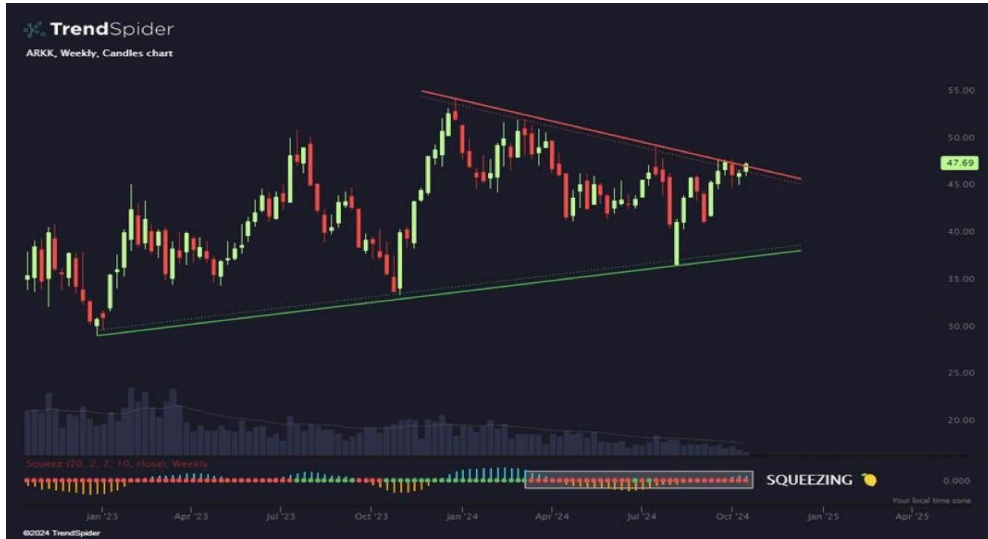 TrendSpider
ARKK, Weekly, Candles chart
55.00
50.00
47.69
45.00
40.00
35.00
30.00
25.00
20.00
Squeez (20, 2, 2, 10, close), Weekly
SQUEEZING 🍋
0.000
Your local time zone
Jan '23 Apr '23 Jul '23 Oct '23 Jan '24 Apr '24 Jul '24 Oct '24 Jan '25 Apr '25
©2024 TrendSpider